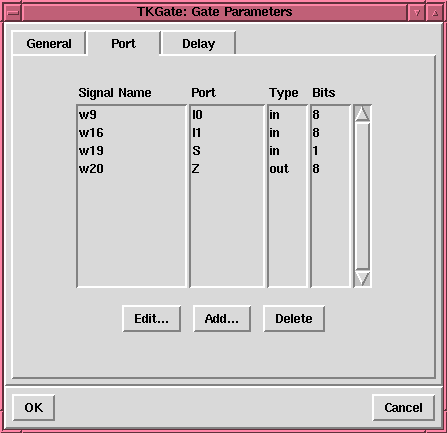 TKGate: Gate Parameters
General Port Delay
Signal Name Port Type Bits
w9 I0 in 8
w16 I1 in 8
w19 S in 1
w20 Z out 8
Edit... Add... Delete
OK Cancel